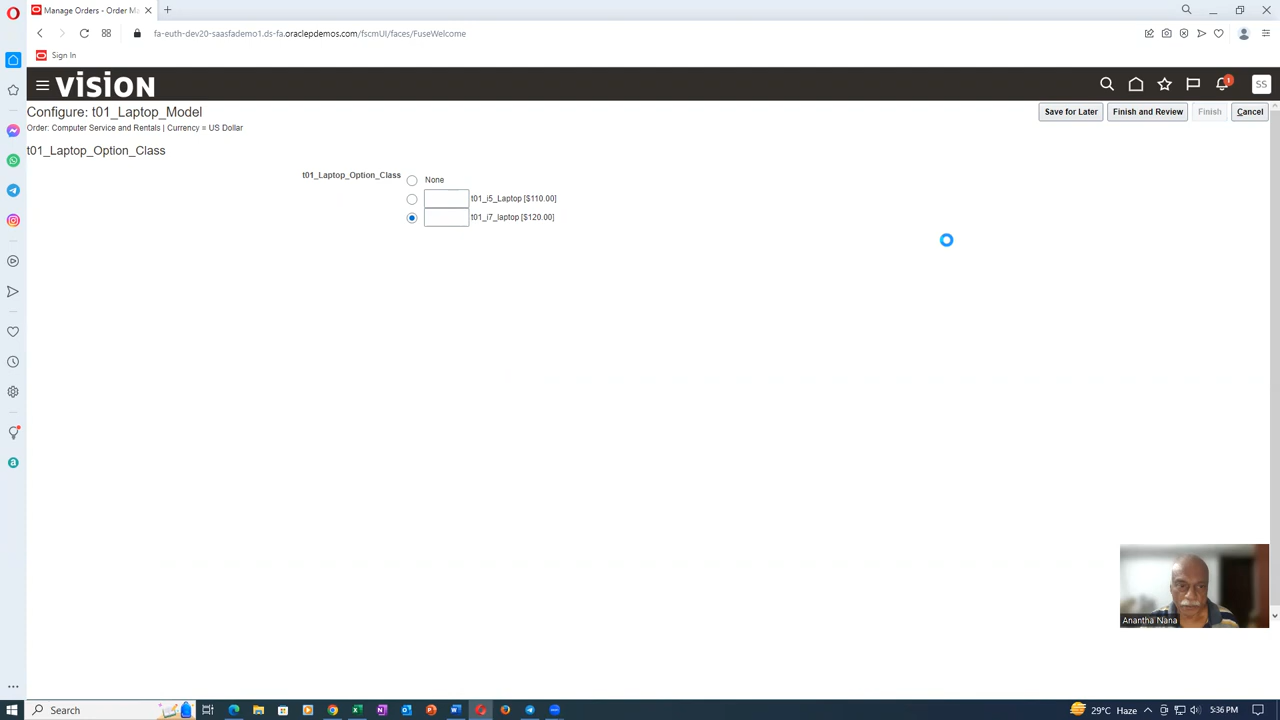 Manage Orders - Order Ma
fa-euth-dev20-saasfademo1.ds-fa.oraclepdemos.com/fscmUI/faces/FuseWelcome
Sign In
VISION
1
SS
Configure: t01_Laptop_Model
Save for Later
Finish and Review
Finish
Cancel
Order: Computer Service and Rentals | Currency = US Dollar
t01_Laptop_Option_Class
t01_Laptop_Option_Class
None
t01_i5_Laptop [$110.00]
t01_i7_laptop [$120.00]
Anantha Nana
Search
29°C Haze
5:36 PM